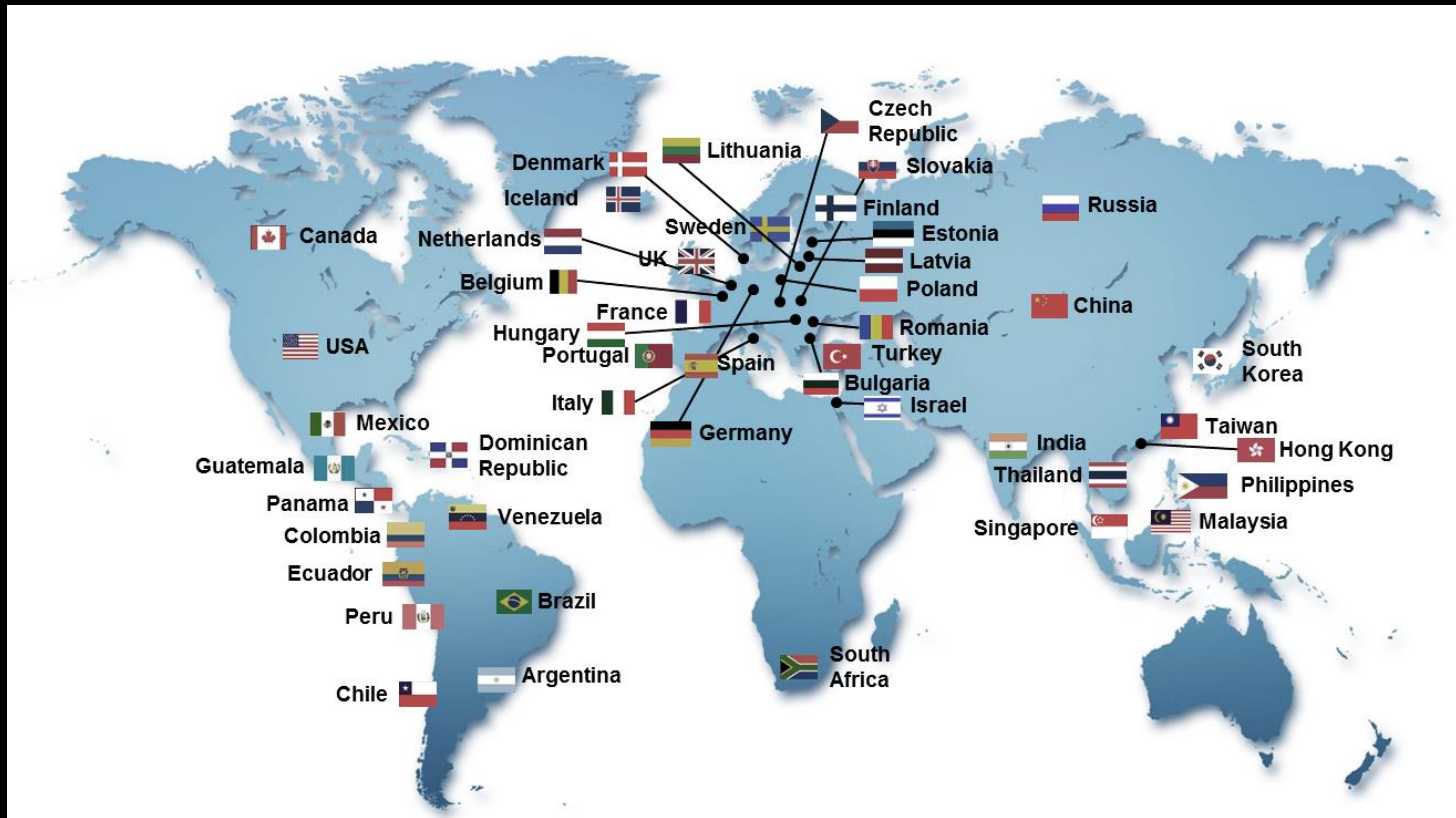 Czech
Republic
Denmark
Lithuania
Slovakia
Iceland
Finland
Russia
Canada
Netherlands
Sweden
Estonia
UK
Latvia
Belgium
Poland
France
China
Hungary
Romania
USA
Portugal
Spain
Turkey
South
Korea
Bulgaria
Italy
Israel
Mexico
Germany
Taiwan
Dominican
Republic
India
Hong Kong
Guatemala
Thailand
Philippines
Panama
Venezuela
Singapore
Malaysia
Colombia
Ecuador
Brazil
Peru
South
Africa
Argentina
Chile